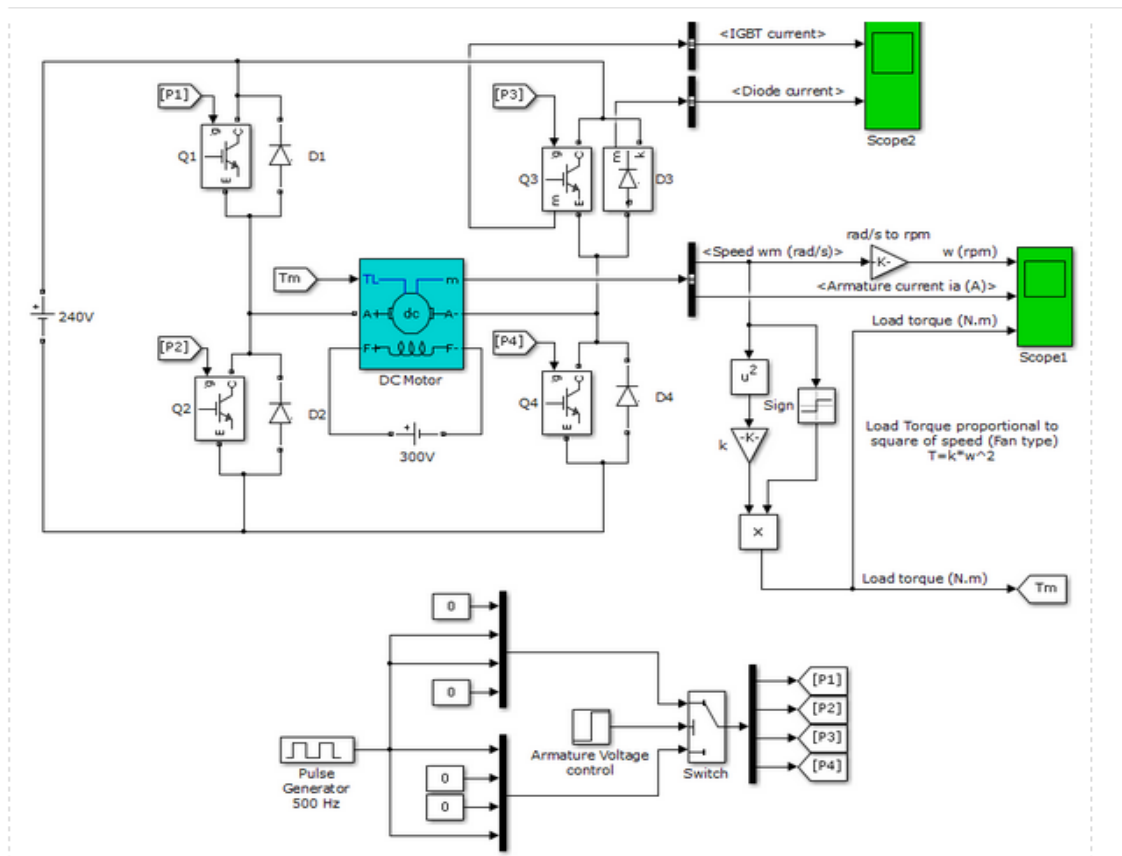 <IGBT current>
<Diode current>
Scope2
[P1]
g
C
E
Q1
D1
[P3]
g
C
m
E
Q3
m
k
a
D3
240V
Tm
TL
m
A+
dc
A-
F+
F-
DC Motor
300V
<Speed wm (rad/s)>
rad/s to rpm
-K-
w (rpm)
<Armature current ia (A)>
Load torque (N.m)
Scope1
[P2]
g
C
E
Q2
D2
[P4]
g
C
E
Q4
D4
u²
Sign
k
-K-
×
Load Torque proportional to
square of speed (Fan type)
T=k*w^2
Load torque (N.m)
Tm
0
0
Pulse
Generator
500 Hz
0
0
Armature Voltage
control
Switch
[P1]
[P2]
[P3]
[P4]